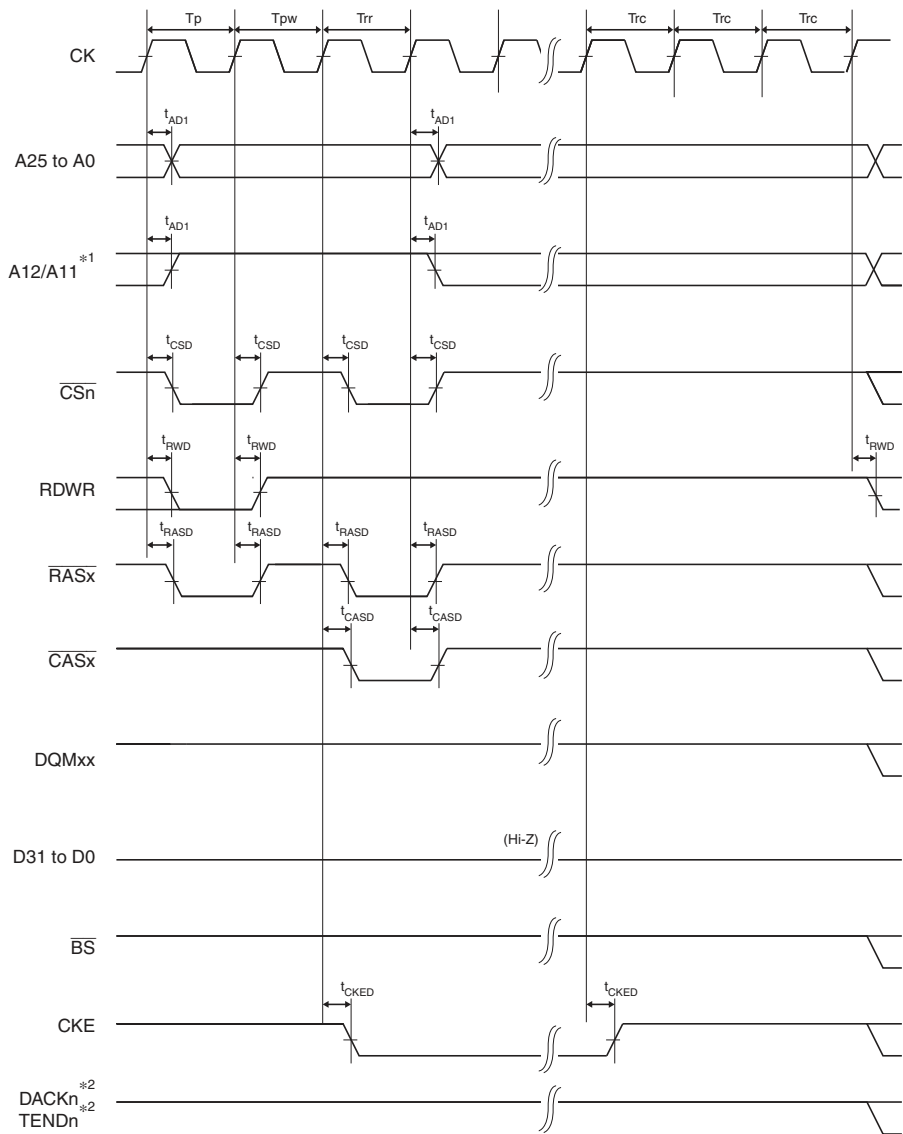 Tp Tpw Trr Trc Trc Trc
CK
tAD1 tAD1
A25 to A0
tAD1 tAD1
A12/A11 *1
tCSD tCSD tCSD tCSD
CSn
tRWD tRWD tRWD
RDWR
tRASD tRASD tRASD tRASD
RASx
tCASD tCASD
CASx
DQMxx
(Hi-Z)
D31 to D0
BS
tCKED tCKED
CKE
DACKn *2
TENDn *2